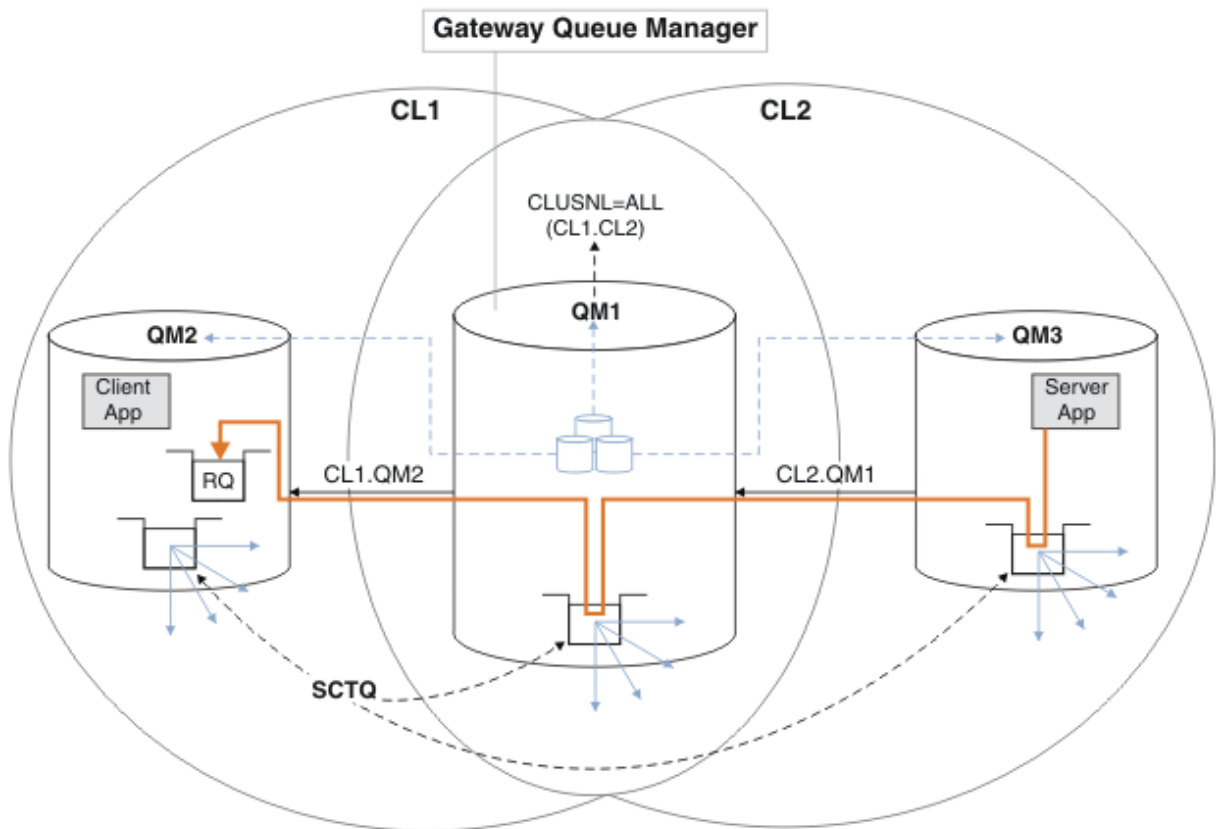 Gateway Queue Manager
CL1
CL2
CLUSNL=ALL
(CL1.CL2)
QM2
QM1
QM3
Client
App
Server
App
RQ
CL1.QM2
CL2.QM1
SCTQ